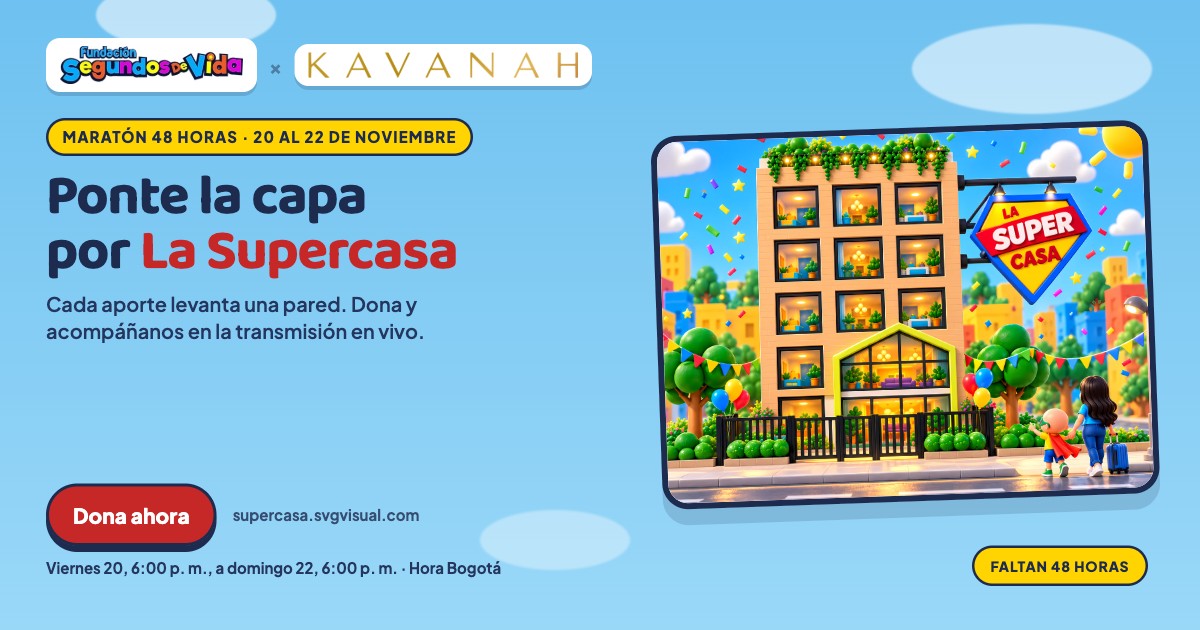 Fundación
Segundos De Vida
×
KAVANAH
MARATÓN 48 HORAS · 20 AL 22 DE NOVIEMBRE
Ponte la capa
por La Supercasa
Cada aporte levanta una pared. Dona y
acompáñanos en la transmisión en vivo.
LA
SUPER
CASA
Dona ahora
supercasa.svgvisual.com
Viernes 20, 6:00 p. m., a domingo 22, 6:00 p. m. · Hora Bogotá
FALTAN 48 HORAS